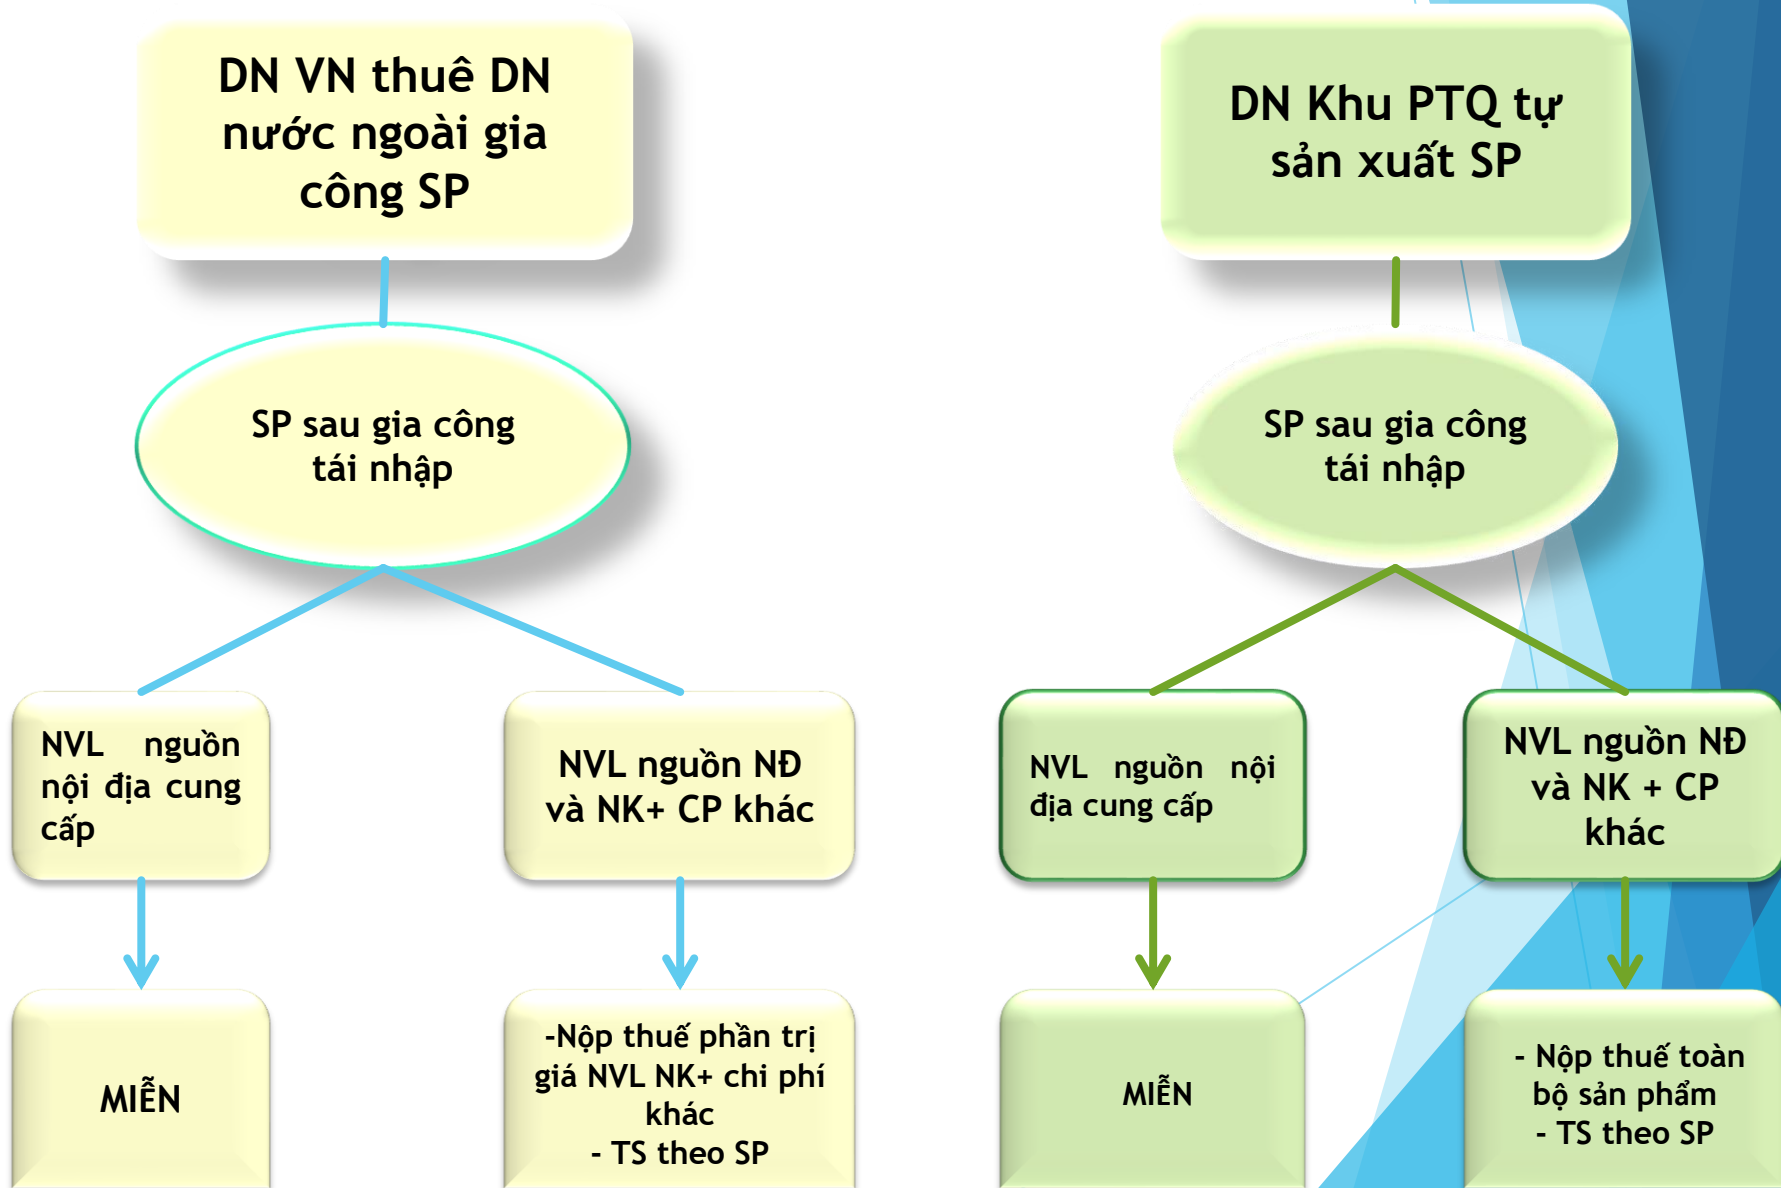 DN VN thuê DN
nước ngoài gia
công SP
SP sau gia công
tái nhập
NVL nguồn
nội địa cung
cấp
NVL nguồn NĐ
và NK+ CP khác
MIỄN
-Nộp thuế phần trị
giá NVL NK+ chi phí
khác
- TS theo SP
DN Khu PTQ tự
sản xuất SP
SP sau gia công
tái nhập
NVL nguồn nội
địa cung cấp
NVL nguồn NĐ
và NK + CP
khác
MIỄN
- Nộp thuế toàn
bộ sản phẩm
- TS theo SP